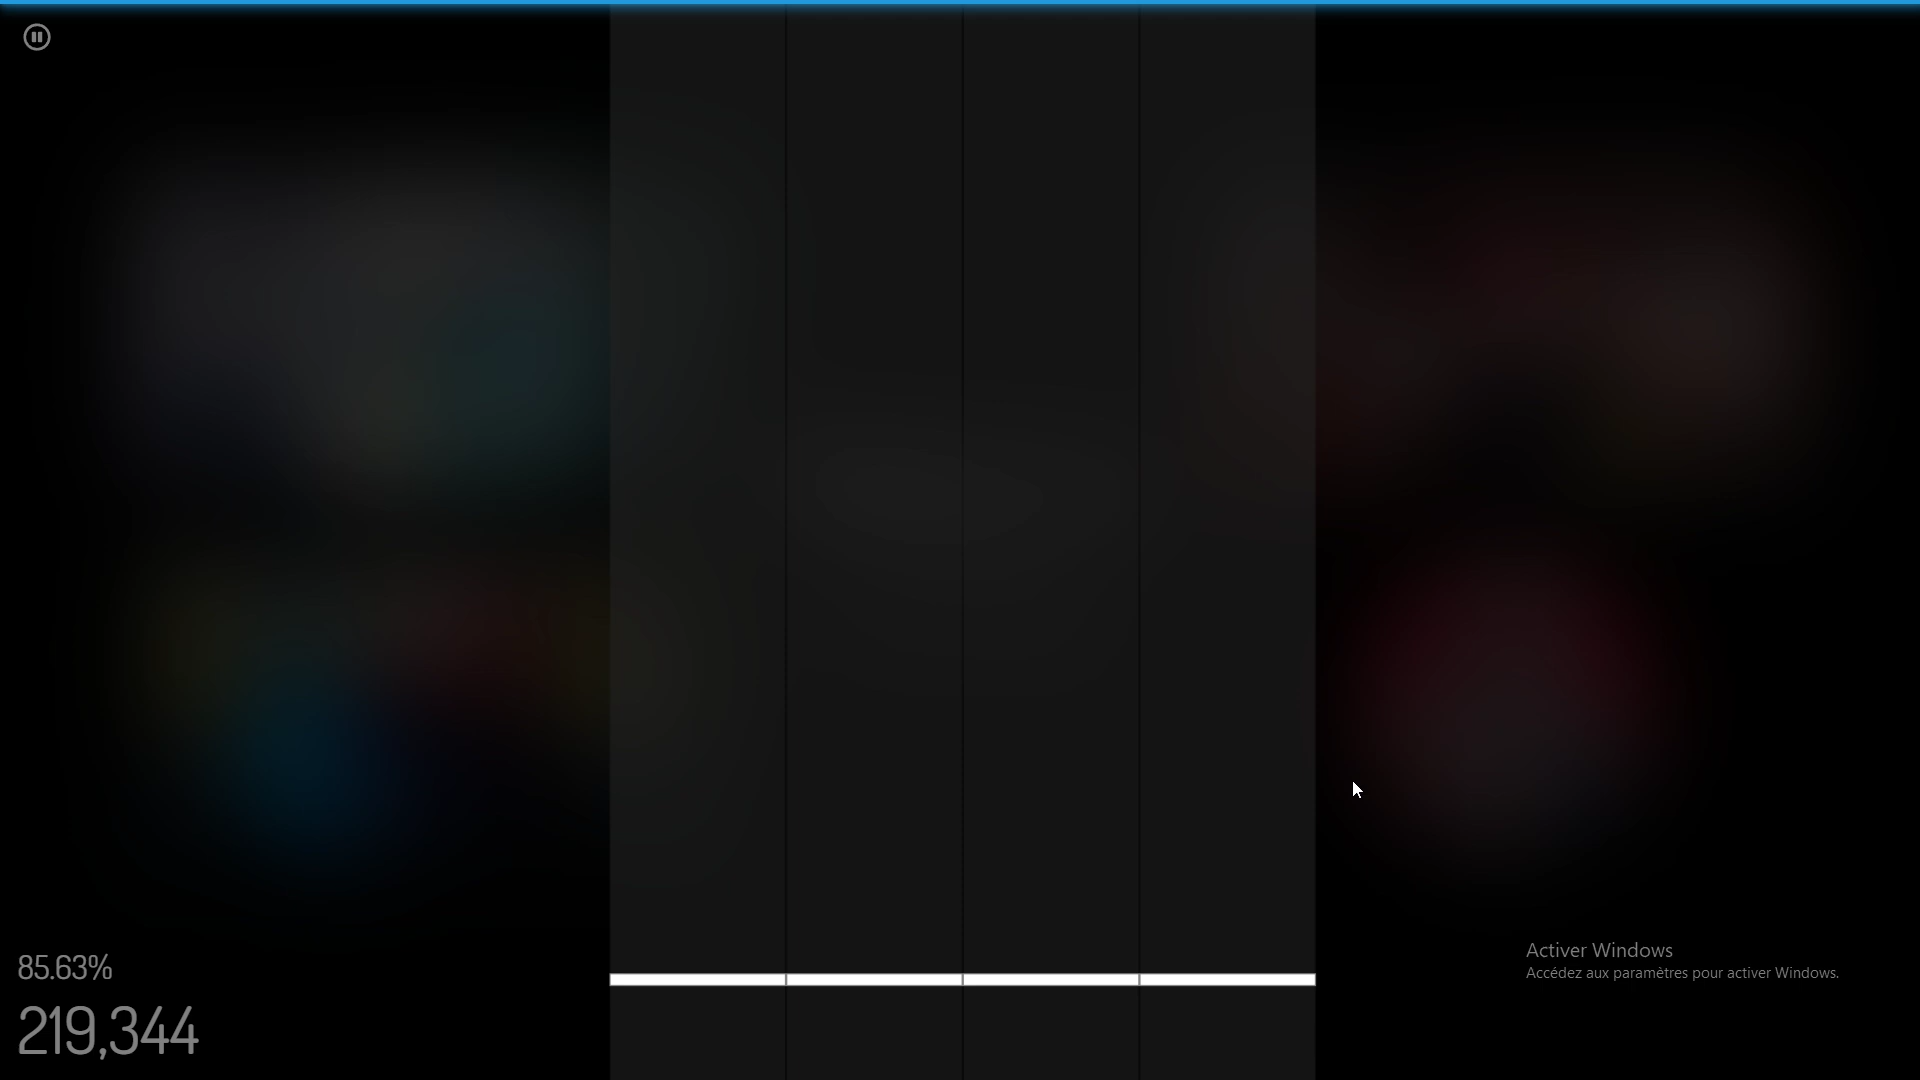 85.63%
219,344
Activer Windows
Accédez aux paramètres pour activer Windows.